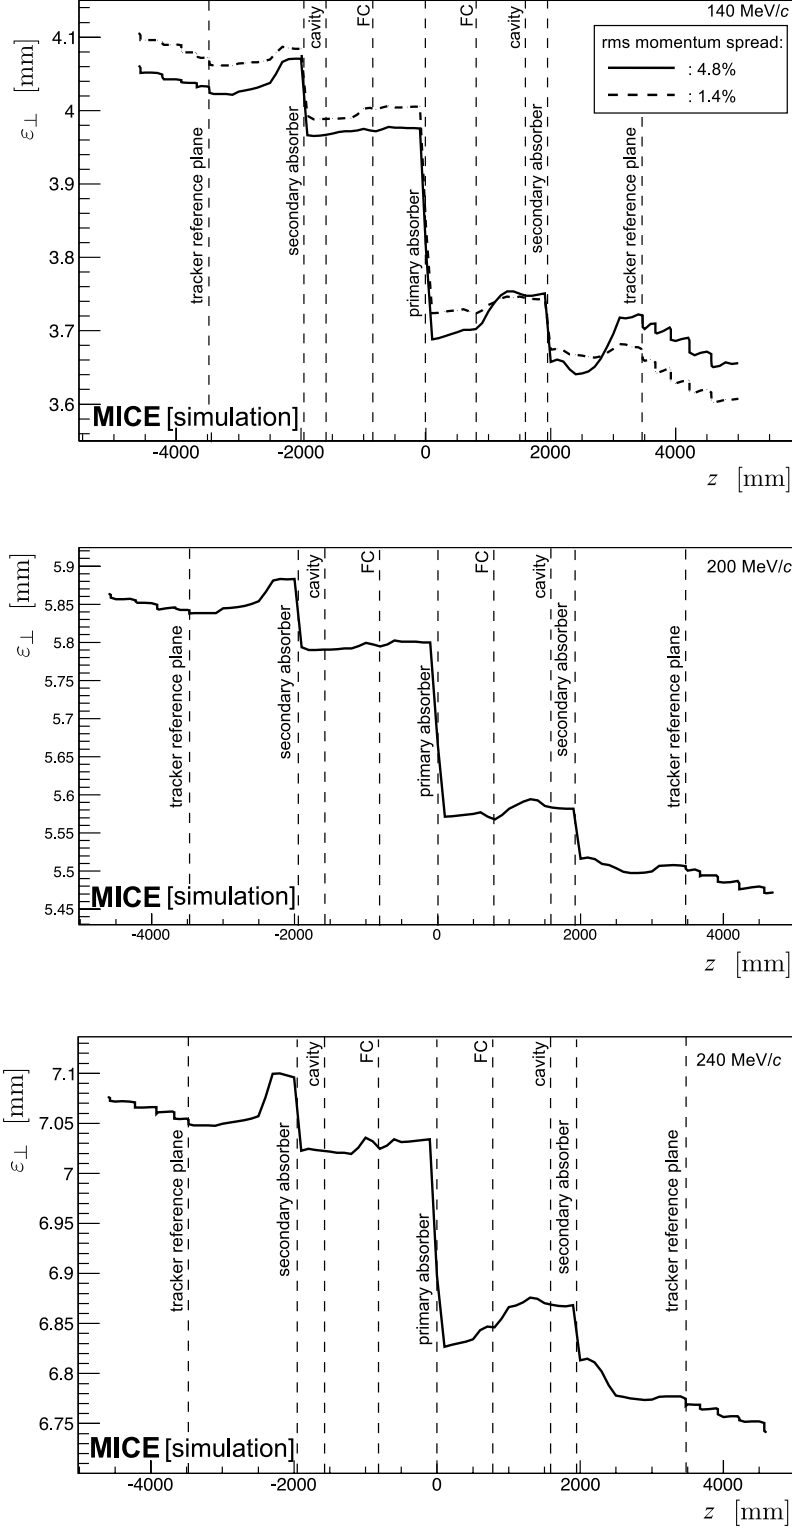 140 MeV/c
rms momentum spread:
: 4.8%
: 1.4%
ε⊥ [mm]
4.1
4
3.9
3.8
3.7
3.6
tracker reference plane
secondary absorber
cavity
FC
primary absorber
FC
cavity
secondary absorber
tracker reference plane
MICE [simulation]
-4000 -2000 0 2000 4000
z [mm]
200 MeV/c
ε⊥ [mm]
5.9
5.85
5.8
5.75
5.7
5.65
5.6
5.55
5.5
5.45
tracker reference plane
secondary absorber
cavity
FC
primary absorber
FC
cavity
secondary absorber
tracker reference plane
MICE [simulation]
-4000 -2000 0 2000 4000
z [mm]
240 MeV/c
ε⊥ [mm]
7.1
7.05
7
6.95
6.9
6.85
6.8
6.75
tracker reference plane
secondary absorber
cavity
FC
primary absorber
FC
cavity
secondary absorber
tracker reference plane
MICE [simulation]
-4000 -2000 0 2000 4000
z [mm]